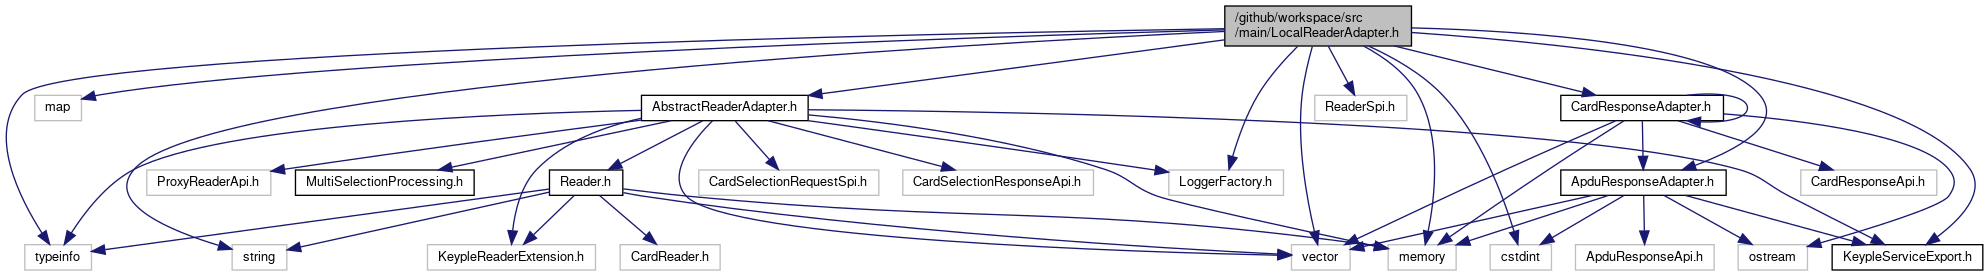 /github/workspace/src
/main/LocalReaderAdapter.h
map
AbstractReaderAdapter.h
ReaderSpi.h
CardResponseAdapter.h
ProxyReaderApi.h
MultiSelectionProcessing.h
Reader.h
CardSelectionRequestSpi.h
CardSelectionResponseApi.h
LoggerFactory.h
ApduResponseAdapter.h
CardResponseApi.h
typeinfo
string
KeypleReaderExtension.h
CardReader.h
vector
memory
cstdint
ApduResponseApi.h
ostream
KeypleServiceExport.h